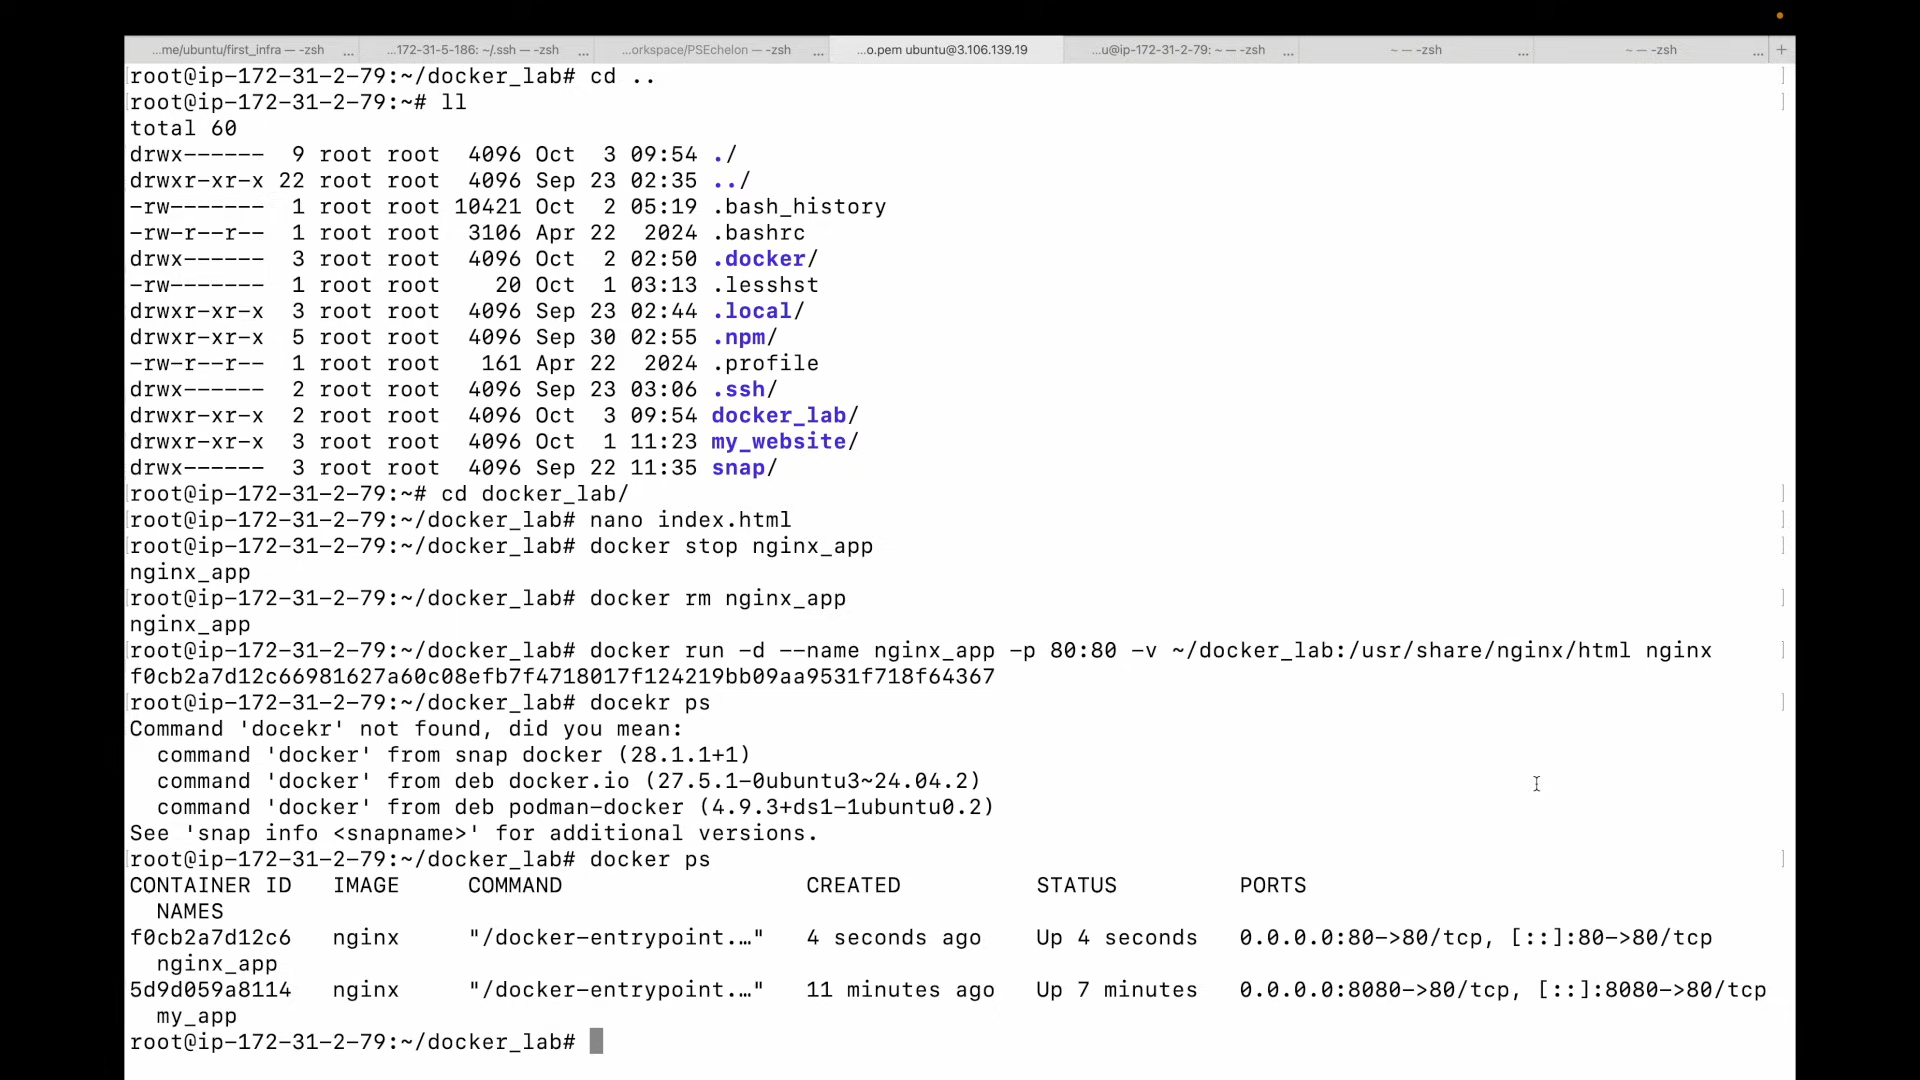 ...me/ubuntu/first_infra — -zsh ... ...172-31-5-186: ~/.ssh — -zsh ... ...orkspace/PSEchelon — -zsh ... ...o.pem ubuntu@3.106.139.19 ...u@ip-172-31-2-79: ~ — -zsh ... ~ — -zsh ... ~ — -zsh ... +
root@ip-172-31-2-79:~/docker_lab# cd ..
root@ip-172-31-2-79:~# ll
total 60
drwx------  9 root root  4096 Oct  3 09:54 ./
drwxr-xr-x 22 root root  4096 Sep 23 02:35 ../
-rw-------  1 root root 10421 Oct  2 05:19 .bash_history
-rw-r--r--  1 root root  3106 Apr 22  2024 .bashrc
drwx------  3 root root  4096 Oct  2 02:50 .docker/
-rw-------  1 root root    20 Oct  1 03:13 .lesshst
drwxr-xr-x  3 root root  4096 Sep 23 02:44 .local/
drwxr-xr-x  5 root root  4096 Sep 30 02:55 .npm/
-rw-r--r--  1 root root   161 Apr 22  2024 .profile
drwx------  2 root root  4096 Sep 23 03:06 .ssh/
drwxr-xr-x  2 root root  4096 Oct  3 09:54 docker_lab/
drwxr-xr-x  3 root root  4096 Oct  1 11:23 my_website/
drwx------  3 root root  4096 Sep 22 11:35 snap/
root@ip-172-31-2-79:~# cd docker_lab/
root@ip-172-31-2-79:~/docker_lab# nano index.html
root@ip-172-31-2-79:~/docker_lab# docker stop nginx_app
nginx_app
root@ip-172-31-2-79:~/docker_lab# docker rm nginx_app
nginx_app
root@ip-172-31-2-79:~/docker_lab# docker run -d --name nginx_app -p 80:80 -v ~/docker_lab:/usr/share/nginx/html nginx
f0cb2a7d12c66981627a60c08efb7f4718017f124219bb09aa9531f718f64367
root@ip-172-31-2-79:~/docker_lab# docekr ps
Command 'docekr' not found, did you mean:
  command 'docker' from snap docker (28.1.1+1)
  command 'docker' from deb docker.io (27.5.1-0ubuntu3~24.04.2)
  command 'docker' from deb podman-docker (4.9.3+ds1-1ubuntu0.2)
See 'snap info <snapname>' for additional versions.
root@ip-172-31-2-79:~/docker_lab# docker ps
CONTAINER ID   IMAGE     COMMAND                  CREATED          STATUS         PORTS
  NAMES
f0cb2a7d12c6   nginx     "/docker-entrypoint.…"   4 seconds ago    Up 4 seconds   0.0.0.0:80->80/tcp, [::]:80->80/tcp
  nginx_app
5d9d059a8114   nginx     "/docker-entrypoint.…"   11 minutes ago   Up 7 minutes   0.0.0.0:8080->80/tcp, [::]:8080->80/tcp
  my_app
root@ip-172-31-2-79:~/docker_lab#